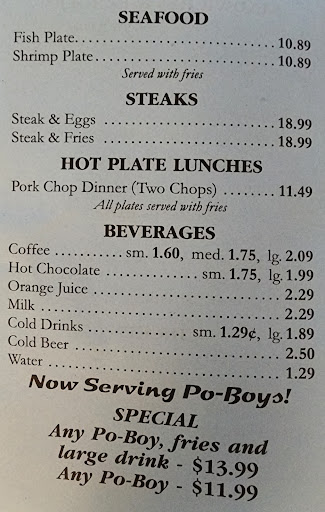 SEAFOOD
Fish Plate........................10.89
Shrimp Plate......................10.89
Served with fries
STEAKS
Steak & Eggs ......................18.99
Steak & Fries ......................18.99
HOT PLATE LUNCHES
Pork Chop Dinner (Two Chops) ........11.49
All plates served with fries
BEVERAGES
Coffee ..........sm. 1.60, med. 1.75, lg. 2.09
Hot Chocolate ............. sm. 1.75, lg. 1.99
Orange Juice ..........................2.29
Milk ..................................2.29
Cold Drinks ............... sm. 1.29¢, lg. 1.89
Cold Beer .............................2.50
Water .................................1.29
Now Serving Po-Boys!
SPECIAL
Any Po-Boy, fries and
large drink - $13.99
Any Po-Boy - $11.99